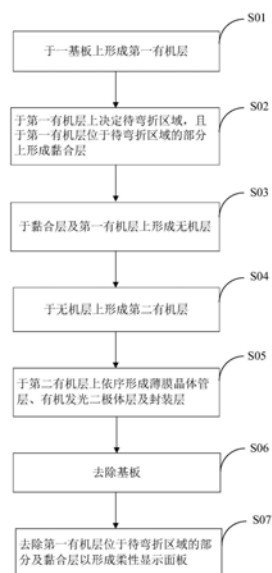 S01
于一基板上形成第一有机层
S02
于第一有机层上决定待弯折区域，且
于第一有机层位于待弯折区域的部分
上形成黏合层
S03
于黏合层及第一有机层上形成无机层
S04
于无机层上形成第二有机层
S05
于第二有机层上依序形成薄膜晶体管
层、有机发光二极体层及封装层
S06
去除基板
S07
去除第一有机层位于待弯折区域的部
分及黏合层以形成柔性显示面板